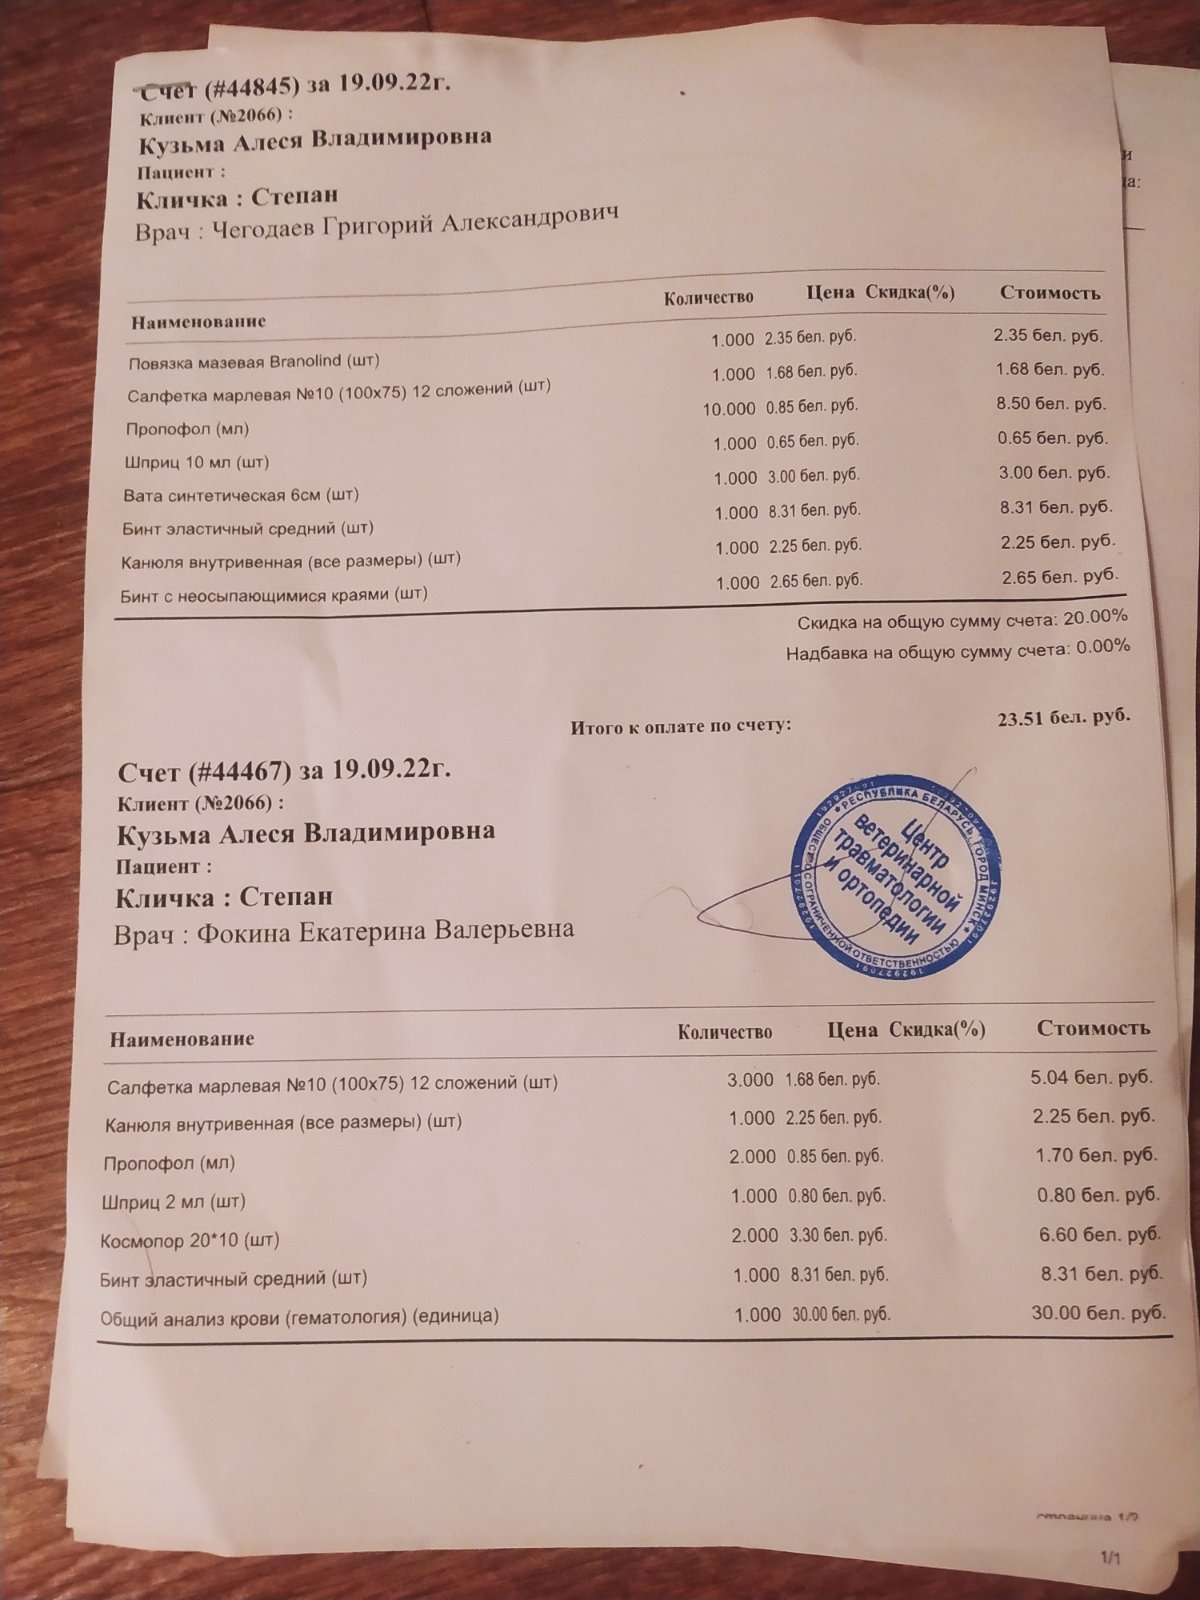 Счет (#44845) за 19.09.22г.
Клиент (№2066) :
Кузьма Алеся Владимировна
Пациент :
Кличка : Степан
Врач : Чегодаев Григорий Александрович
и
ца:
Наименование Количество Цена Скидка(%) Стоимость
Повязка мазевая Branolind (шт) 1.000 2.35 бел. руб. 2.35 бел. руб.
Салфетка марлевая №10 (100х75) 12 сложений (шт) 1.000 1.68 бел. руб. 1.68 бел. руб.
Пропофол (мл) 10.000 0.85 бел. руб. 8.50 бел. руб.
Шприц 10 мл (шт) 1.000 0.65 бел. руб. 0.65 бел. руб.
Вата синтетическая 6см (шт) 1.000 3.00 бел. руб. 3.00 бел. руб.
Бинт эластичный средний (шт) 1.000 8.31 бел. руб. 8.31 бел. руб.
Канюля внутривенная (все размеры) (шт) 1.000 2.25 бел. руб. 2.25 бел. руб.
Бинт с неосыпающимися краями (шт) 1.000 2.65 бел. руб. 2.65 бел. руб.
Скидка на общую сумму счета: 20.00%
Надбавка на общую сумму счета: 0.00%
Итого к оплате по счету: 23.51 бел. руб.
Счет (#44467) за 19.09.22г.
Клиент (№2066) :
Кузьма Алеся Владимировна
Пациент :
Кличка : Степан
Врач : Фокина Екатерина Валерьевна
РЕСПУБЛИКА БЕЛАРУСЬ, ГОРОД МИНСК
ОГРАНИЧЕННОЙ ОТВЕТСТВЕННОСТЬЮ
192927091
Центр
ветеринарной
травматологии
и ортопедии
Наименование Количество Цена Скидка(%) Стоимость
Салфетка марлевая №10 (100х75) 12 сложений (шт) 3.000 1.68 бел. руб. 5.04 бел. руб.
Канюля внутривенная (все размеры) (шт) 1.000 2.25 бел. руб. 2.25 бел. руб.
Пропофол (мл) 2.000 0.85 бел. руб. 1.70 бел. руб.
Шприц 2 мл (шт) 1.000 0.80 бел. руб. 0.80 бел. руб.
Космопор 20*10 (шт) 2.000 3.30 бел. руб. 6.60 бел. руб.
Бинт эластичный средний (шт) 1.000 8.31 бел. руб. 8.31 бел. руб.
Общий анализ крови (гематология) (единица) 1.000 30.00 бел. руб. 30.00 бел. руб.
страница 1/2
1/1